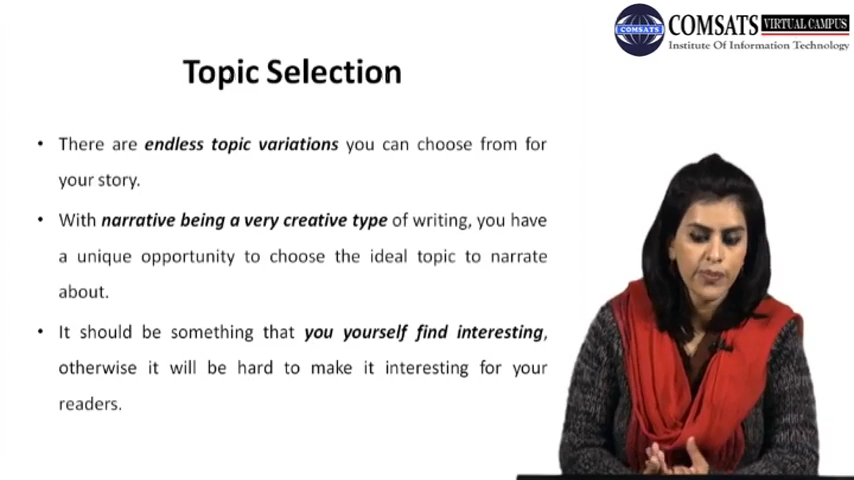 COMSATS VIRTUAL CAMPUS
COMSATS Institute Of Information Technology
Topic Selection
• There are endless topic variations you can choose from for
your story.
• With narrative being a very creative type of writing, you have
a unique opportunity to choose the ideal topic to narrate
about.
• It should be something that you yourself find interesting,
otherwise it will be hard to make it interesting for your
readers.